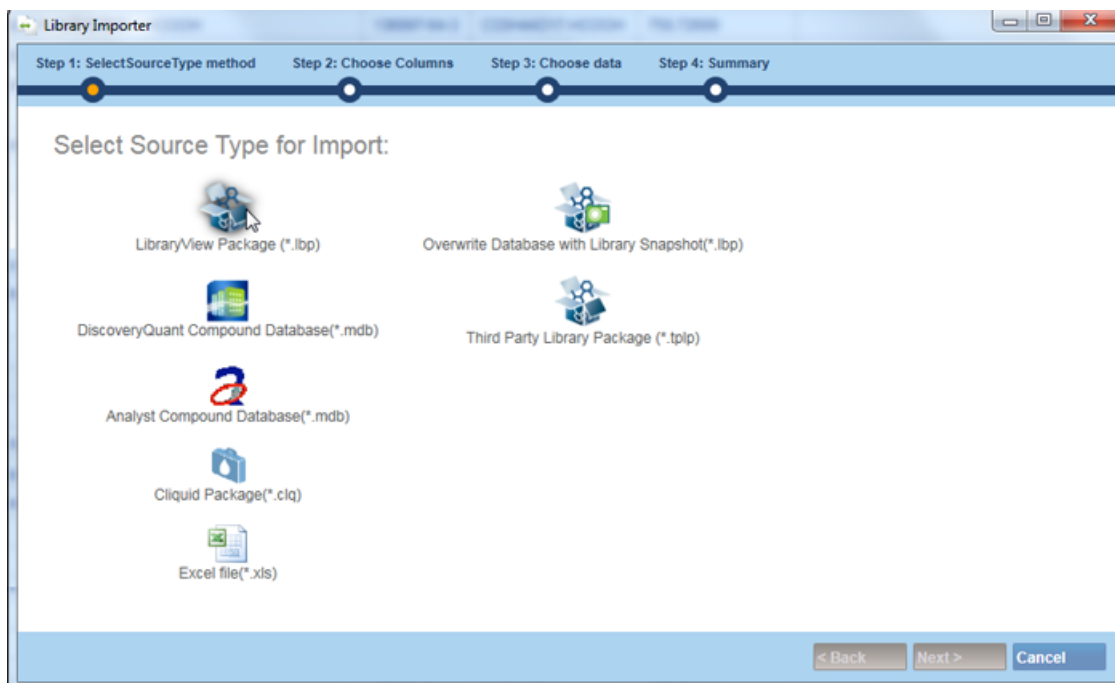 Library Importer
Step 1: SelectSourceType method Step 2: Choose Columns Step 3: Choose data Step 4: Summary
Select Source Type for Import:
LibraryView Package (*.lbp) Overwrite Database with Library Snapshot(*.lbp)
DiscoveryQuant Compound Database(*.mdb) Third Party Library Package (*.tplp)
Analyst Compound Database(*.mdb)
Cliquid Package(*.clq)
Excel file(*.xls)
< Back Next > Cancel